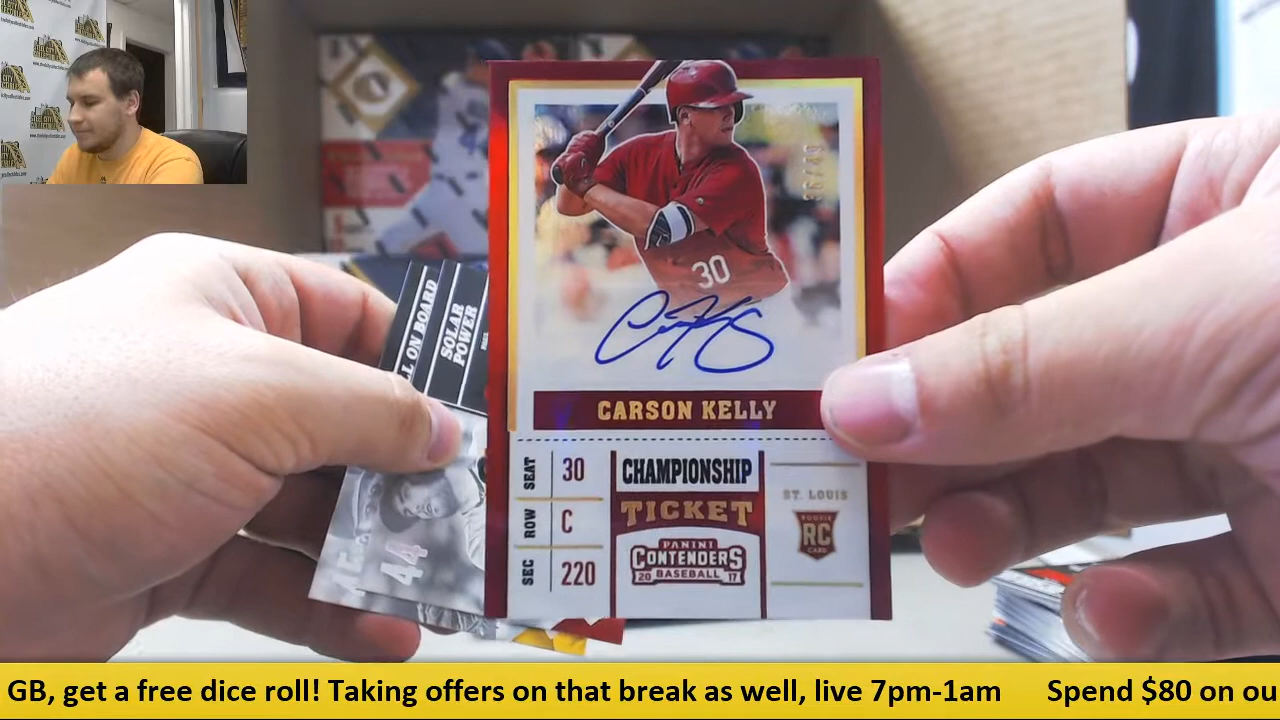 L ON BOARD
SOLAR
POWER
44
30
CARSON KELLY
SEAT 30
ROW C
SEC 220
CHAMPIONSHIP
TICKET
PANINI
CONTENDERS
20 BASEBALL 17
ST. LOUIS
ROOKIE
RC
CARD
GB, get a free dice roll! Taking offers on that break as well, live 7pm-1am Spend $80 on ou